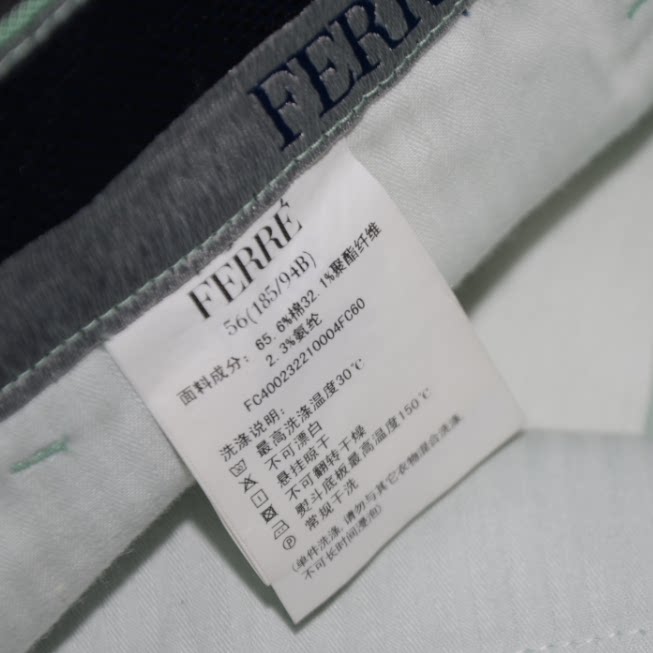 FERRÉ
FERRÉ
56(185/94B)
面料成分：65.6%棉32.1%聚酯纤维
2.3%氨纶
FC400232210004FC60
洗涤说明：
最高洗涤温度30℃
不可漂白
悬挂晾干
不可翻转干燥
熨斗底板最高温度150℃
常规干洗
(单件洗涤,请勿与其它衣物混合洗涤
不可长时间浸泡)